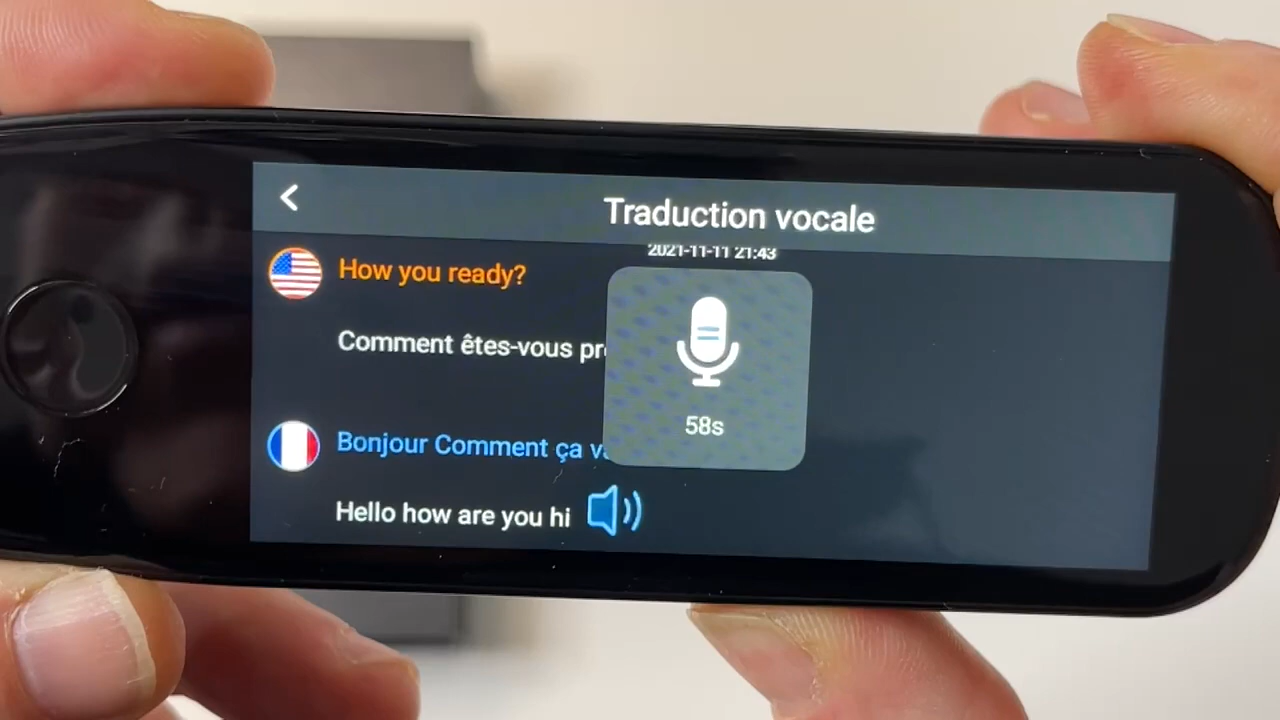 Traduction vocale
2021-11-11 21:43
How you ready?
Comment êtes-vous
58s
Bonjour Comment ça
Hello how are you hi